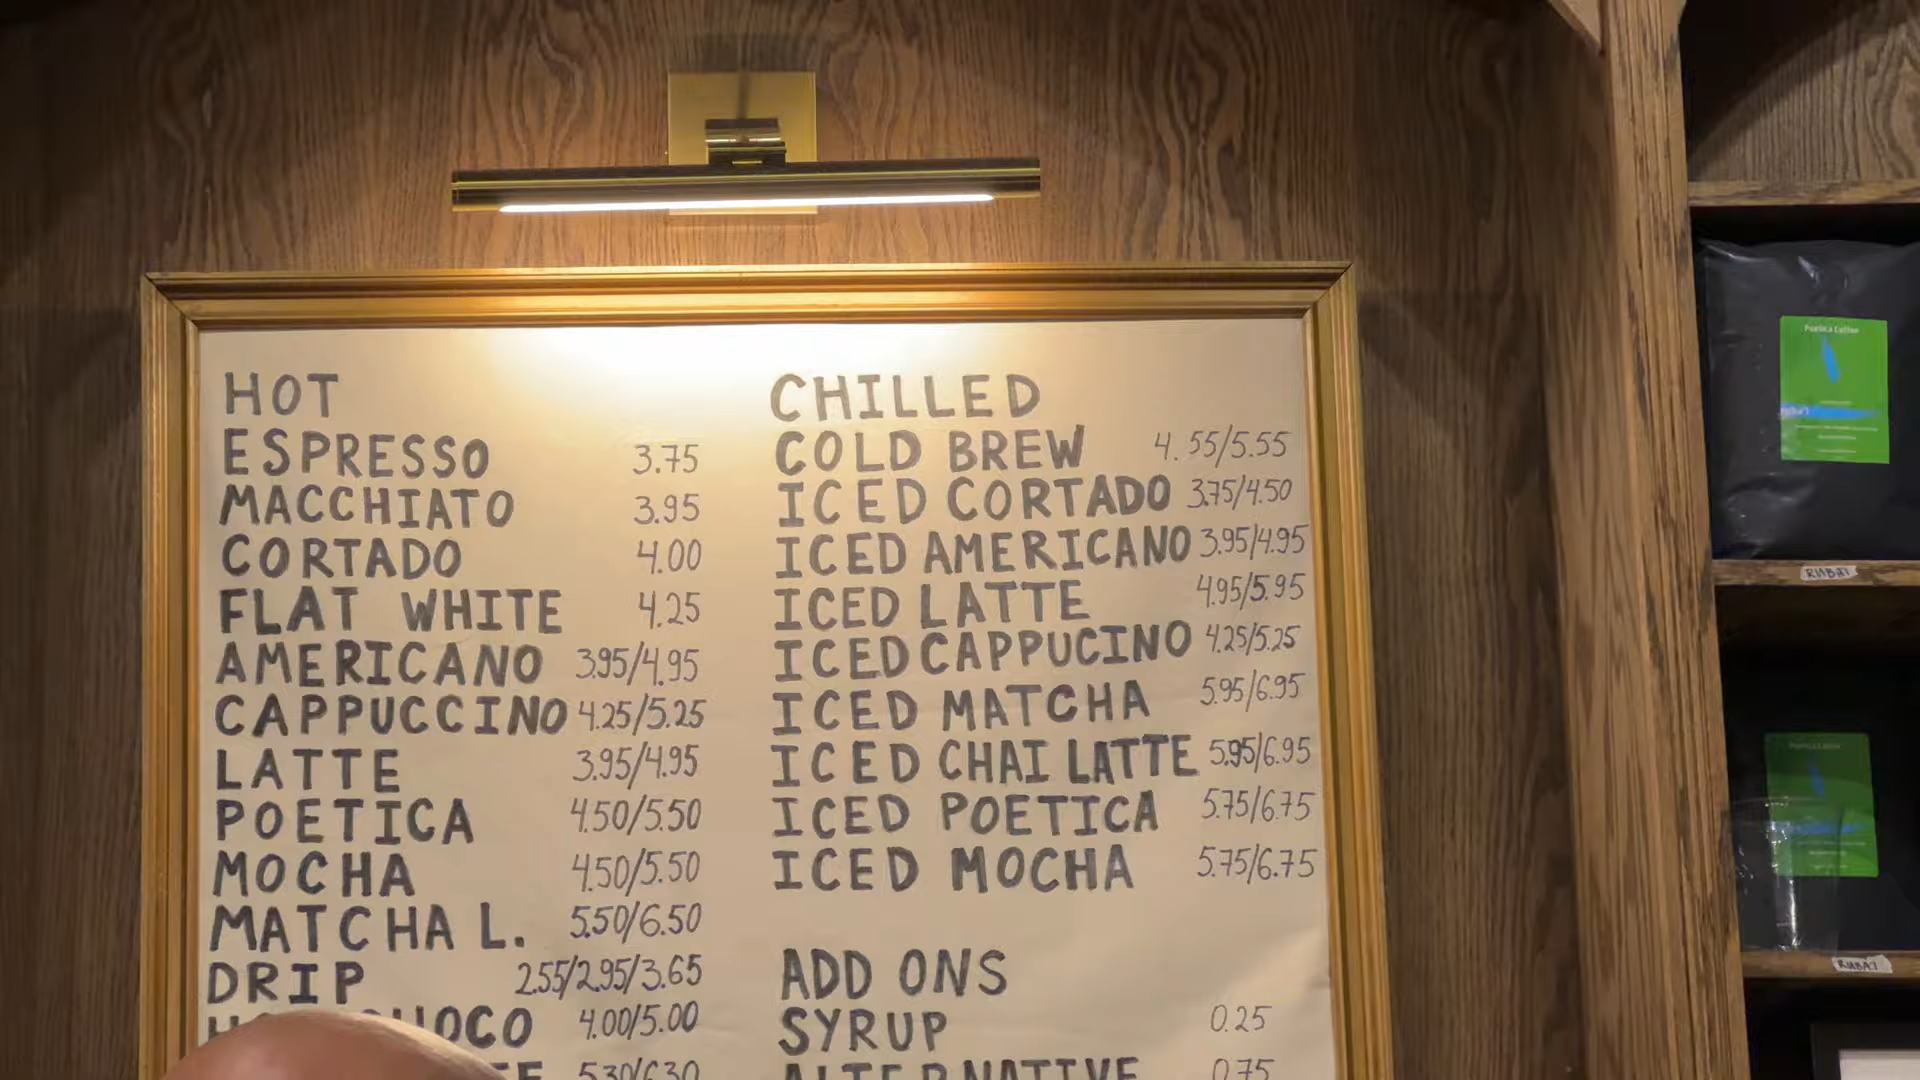 HOT
ESPRESSO 3.75
MACCHIATO 3.95
CORTADO 4.00
FLAT WHITE 4.25
AMERICANO 3.95/4.95
CAPPUCCINO 4.25/5.25
LATTE 3.95/4.95
POETICA 4.50/5.50
MOCHA 4.50/5.50
MATCHA L. 5.50/6.50
DRIP 2.55/2.95/3.65
4.00/5.00
5.30/6.30
CHILLED
COLD BREW 4.55/5.55
ICED CORTADO 3.75/4.50
ICED AMERICANO 3.95/4.95
ICED LATTE 4.95/5.95
ICED CAPPUCINO 4.25/5.25
ICED MATCHA 5.95/6.95
ICED CHAI LATTE 5.95/6.95
ICED POETICA 5.75/6.75
ICED MOCHA 5.75/6.75
ADD ONS
SYRUP 0.25
ALTERNATIVE 0.75
Poetica Coffee